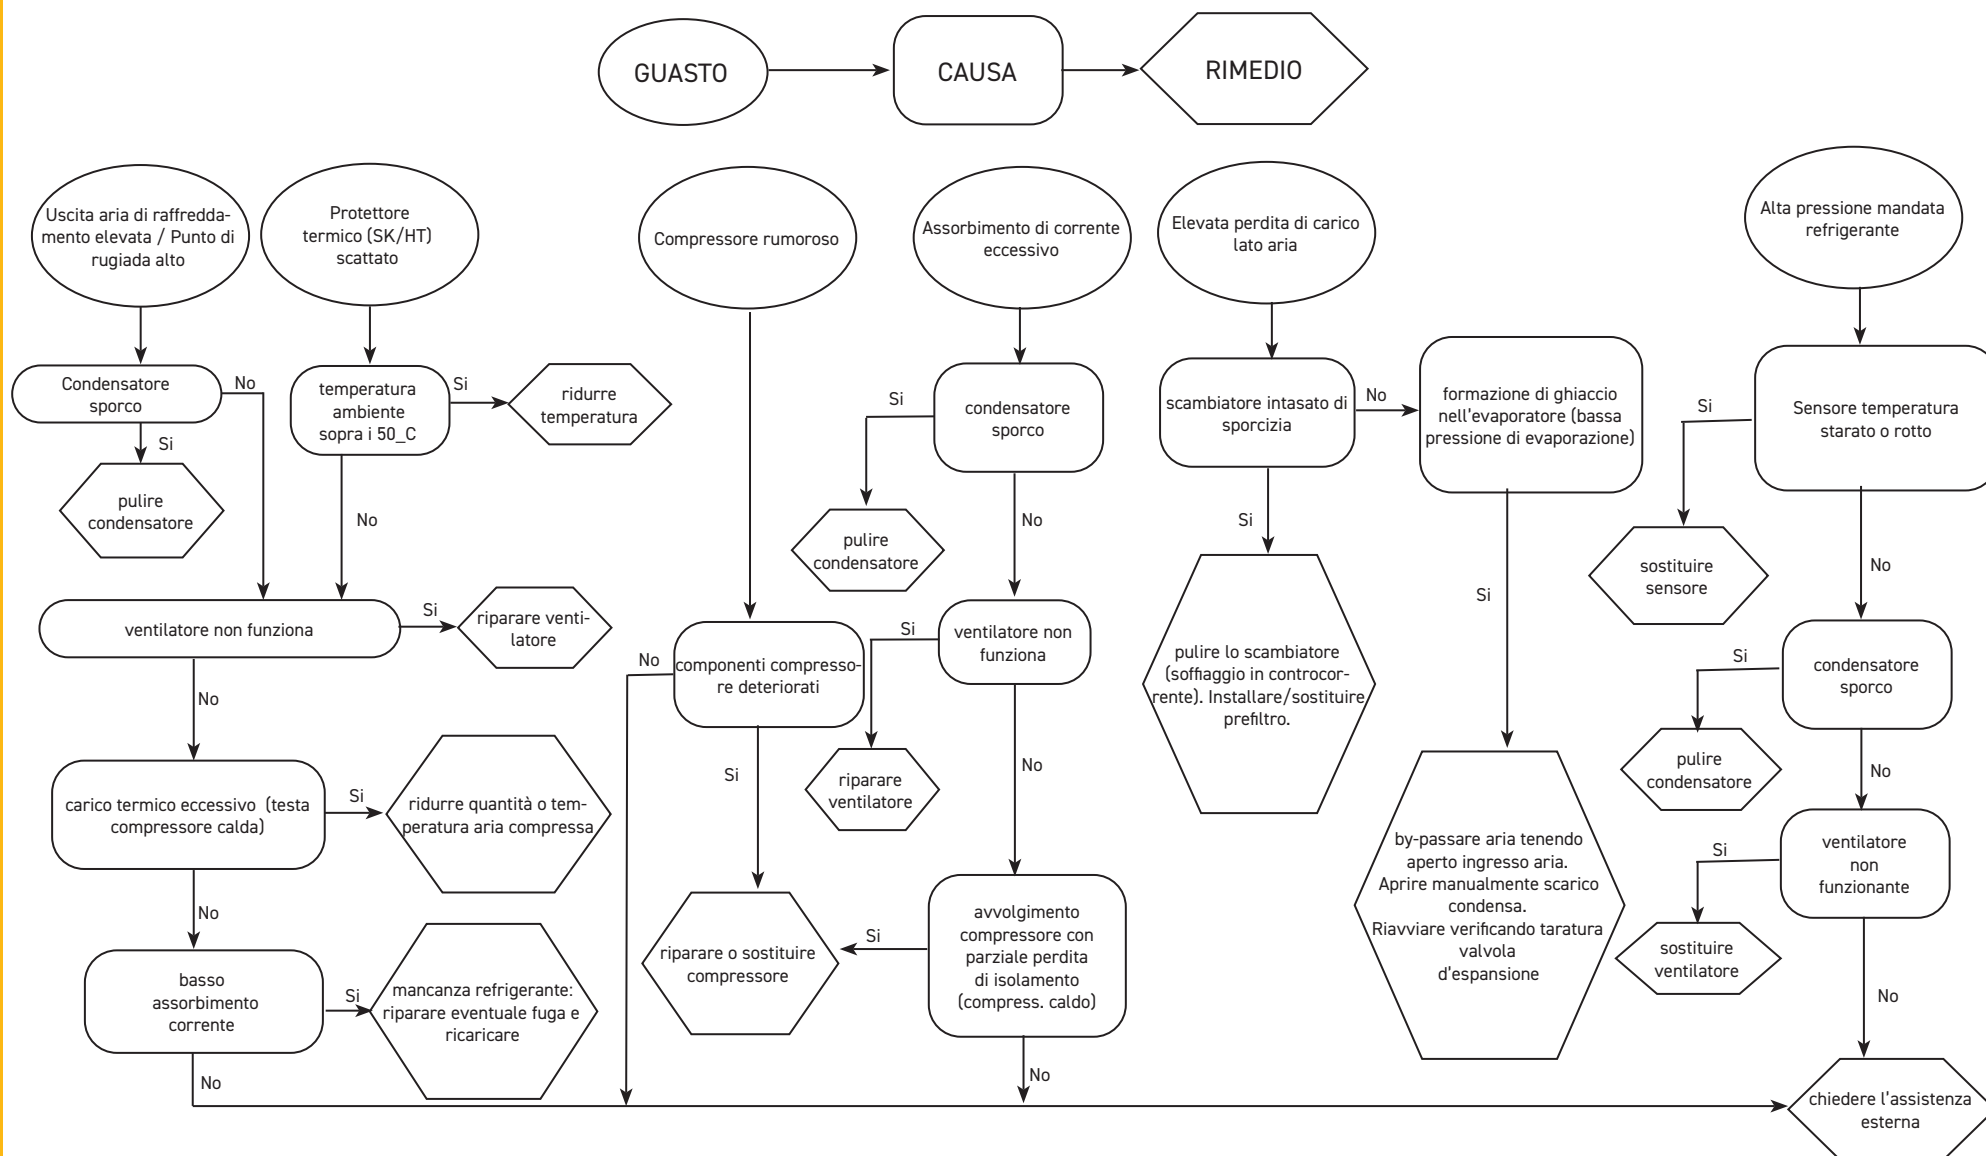 GUASTO
CAUSA
RIMEDIO
Uscita aria di raffredda-
mento elevata / Punto di
rugiada alto
Protettore
termico (SK/HT)
scattato
Compressore rumoroso
Assorbimento di corrente
eccessivo
Elevata perdita di carico
lato aria
Alta pressione mandata
refrigerante
Condensatore
sporco
No
Si
pulire
condensatore
temperatura
ambiente
sopra i 50_C
Si
ridurre
temperatura
No
ventilatore non funziona
Si
riparare venti-
latore
No
carico termico eccessivo (testa
compressore calda)
Si
ridurre quantità o tem-
peratura aria compressa
No
basso
assorbimento
corrente
Si
mancanza refrigerante:
riparare eventuale fuga e
ricaricare
No
componenti compresso-
re deteriorati
No
Si
riparare o sostituire
compressore
condensatore
sporco
Si
pulire
condensatore
No
ventilatore non
funziona
Si
riparare
ventilatore
No
avvolgimento
compressore con
parziale perdita
di isolamento
(compress. caldo)
Si
No
scambiatore intasato di
sporcizia
No
Si
pulire lo scambiatore
(soffiaggio in controcor-
rente). Installare/sostituire
prefiltro.
formazione di ghiaccio
nell'evaporatore (bassa
pressione di evaporazione)
Si
by-passare aria tenendo
aperto ingresso aria.
Aprire manualmente scarico
condensa.
Riavviare verificando taratura
valvola
d'espansione
Sensore temperatura
starato o rotto
Si
sostituire
sensore
No
condensatore
sporco
Si
pulire
condensatore
No
ventilatore
non
funzionante
Si
sostituire
ventilatore
No
chiedere l'assistenza
esterna